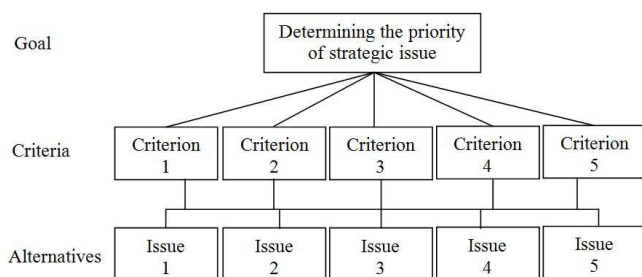 Goal
Determining the priority
of strategic issue
Criteria
Criterion
1
Criterion
2
Criterion
3
Criterion
4
Criterion
5
Alternatives
Issue
1
Issue
2
Issue
3
Issue
4
Issue
5